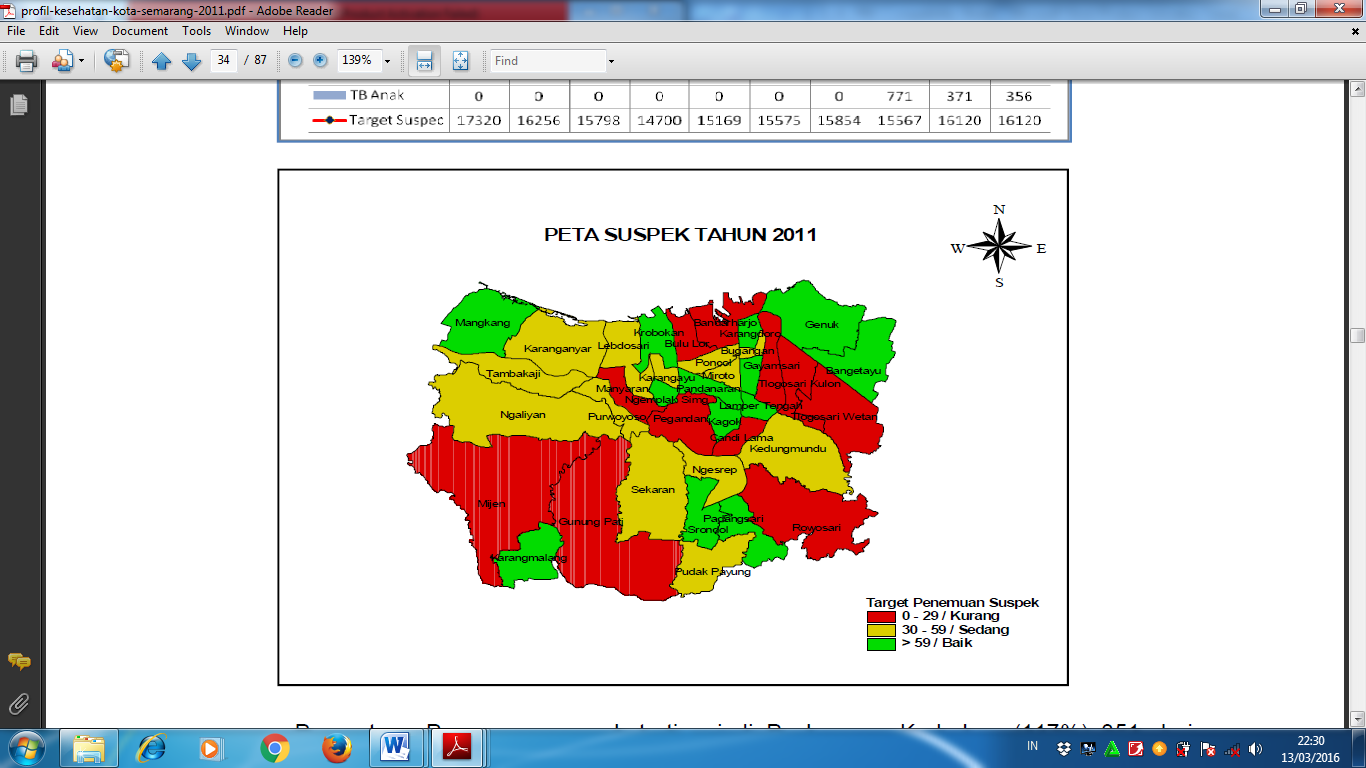 profil-kesehatan-kota-semarang-2011.pdf - Adobe Reader
File Edit View Document Tools Window Help
34 / 87 139% Find
TB Anak 0 0 0 0 0 0 0 771 371 356
Target Suspec 17320 16256 15798 14700 15169 15575 15854 15567 16120 16120
PETA SUSPEK TAHUN 2011
N
W E
S
Mangkang
Genuk
Krobokan
Karangdoro
Bulu Lor
Karanganyar
Lebdosari
Bugangan
Poncol
Gayamsari
Bangetayu
Tambakaji
Karangayu
Miroto
Tlogosari Kulon
Manyaran
Pandanaran
Ngemplak Simg
Lamper Tengah
Ngaliyan
Purwoyoso
Pegandan
Kagok
Tlogosari Wetan
Candi Lama
Kedungmundu
Ngesrep
Sekaran
Mijen
Gunung Pati
Padangsari
Srondol
Rowosari
Karangmalang
Pudak Payung
Target Penemuan Suspek
0 - 29 / Kurang
30 - 59 / Sedang
> 59 / Baik
IN 22:30
13/03/2016